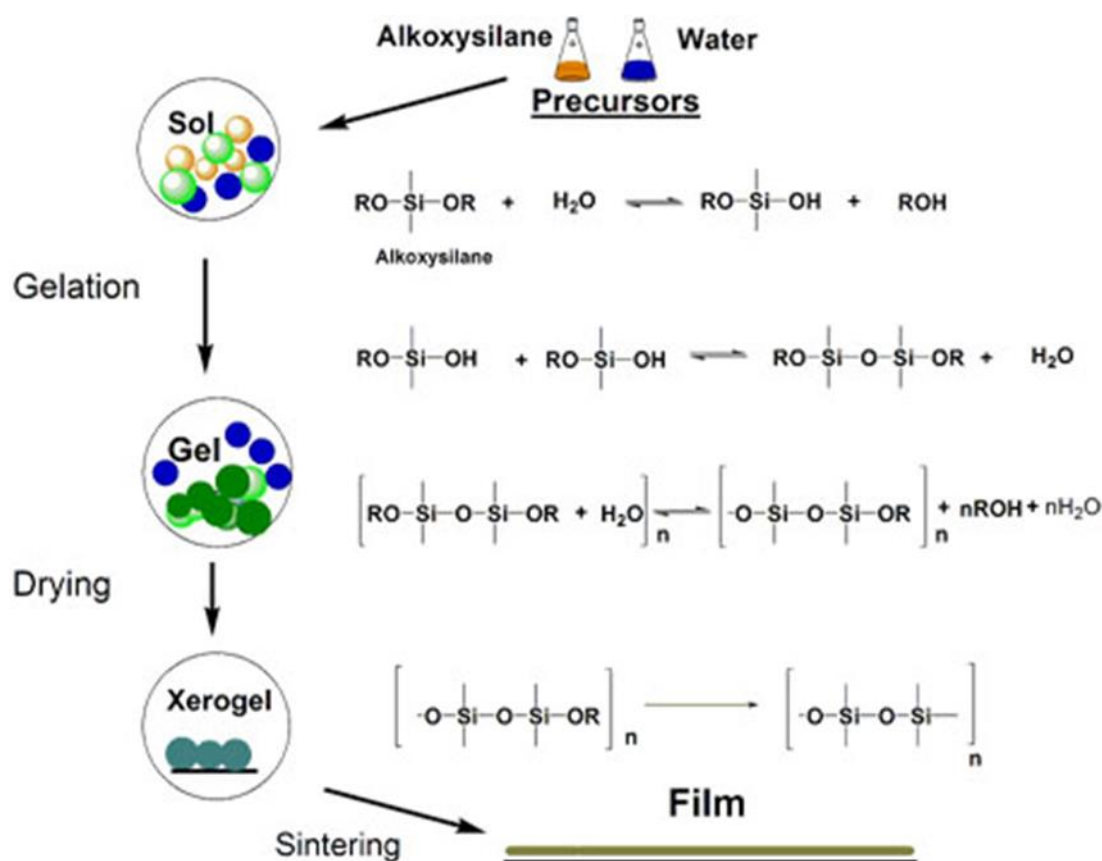 Alkoxysilane Water
Precursors
Sol
RO-Si-OR + H₂O ⇌ RO-Si-OH + ROH
Alkoxysilane
Gelation
RO-Si-OH + RO-Si-OH ⇌ RO-Si-O-Si-OR + H₂O
Gel
[RO-Si-O-Si-OR + H₂O]n ⇌ [-O-Si-O-Si-OR]n + nROH + nH₂O
Drying
Xerogel
[-O-Si-O-Si-OR]n → [-O-Si-O-Si-]n
Film
Sintering